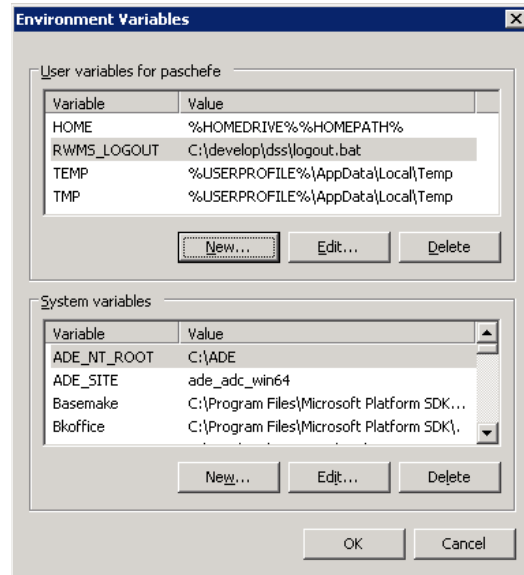 Environment Variables
User variables for paschefe
Variable Value
HOME %HOMEDRIVE%%HOMEPATH%
RWMS_LOGOUT C:\develop\dss\logout.bat
TEMP %USERPROFILE%\AppData\Local\Temp
TMP %USERPROFILE%\AppData\Local\Temp
New... Edit... Delete
System variables
Variable Value
ADE_NT_ROOT C:\ADE
ADE_SITE ade_adc_win64
Basemake C:\Program Files\Microsoft Platform SDK...
Bkoffice C:\Program Files\Microsoft Platform SDK\.
New... Edit... Delete
OK Cancel